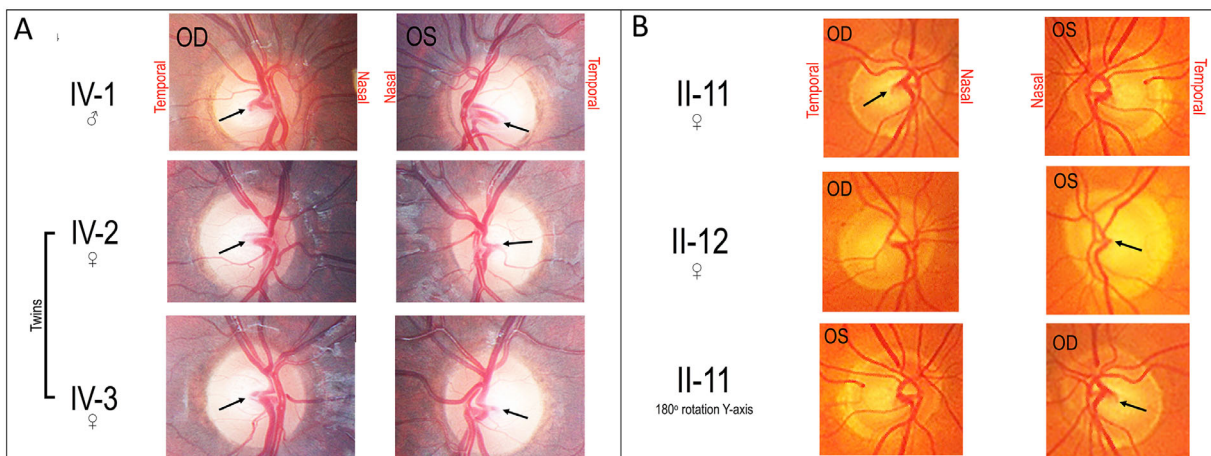 A
OD
OS
IV-1
♂
Temporal
Nasal
Nasal
Temporal
IV-2
♀
Twins
IV-3
♀
B
OD
OS
II-11
♀
Temporal
Nasal
Nasal
Temporal
II-12
♀
OD
OS
II-11
180º rotation Y-axis
OS
OD